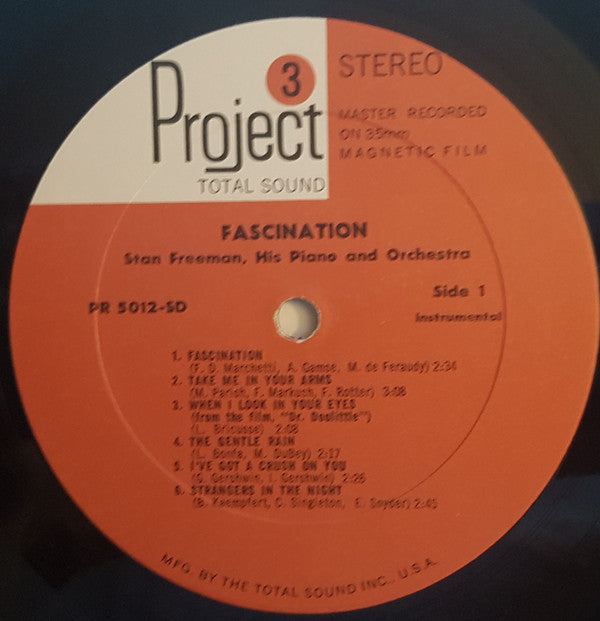 Project 3
TOTAL SOUND
STEREO
MASTER RECORDED
ON 35mm
MAGNETIC FILM
FASCINATION
Stan Freeman, His Piano and Orchestra
PR 5012-SD
Side 1
Instrumental
1. FASCINATION
(F. D. Marchetti, A. Gamse, M. de Feraudy) 2:34
2. TAKE ME IN YOUR ARMS
(M. Parish, F. Markush, F. Rotter) 3:08
3. WHEN I LOOK IN YOUR EYES
(from the film, "Dr. Doolittle")
(L. Bricusse) 2:08
4. THE GENTLE RAIN
(L. Bonfa, M. Dubey) 2:17
5. I'VE GOT A CRUSH ON YOU
(G. Gershwin, I. Gershwin) 2:26
6. STRANGERS IN THE NIGHT
(B. Kaempfert, C. Singleton, E. Snyder) 2:45
MFG. BY THE TOTAL SOUND INC., U.S.A.